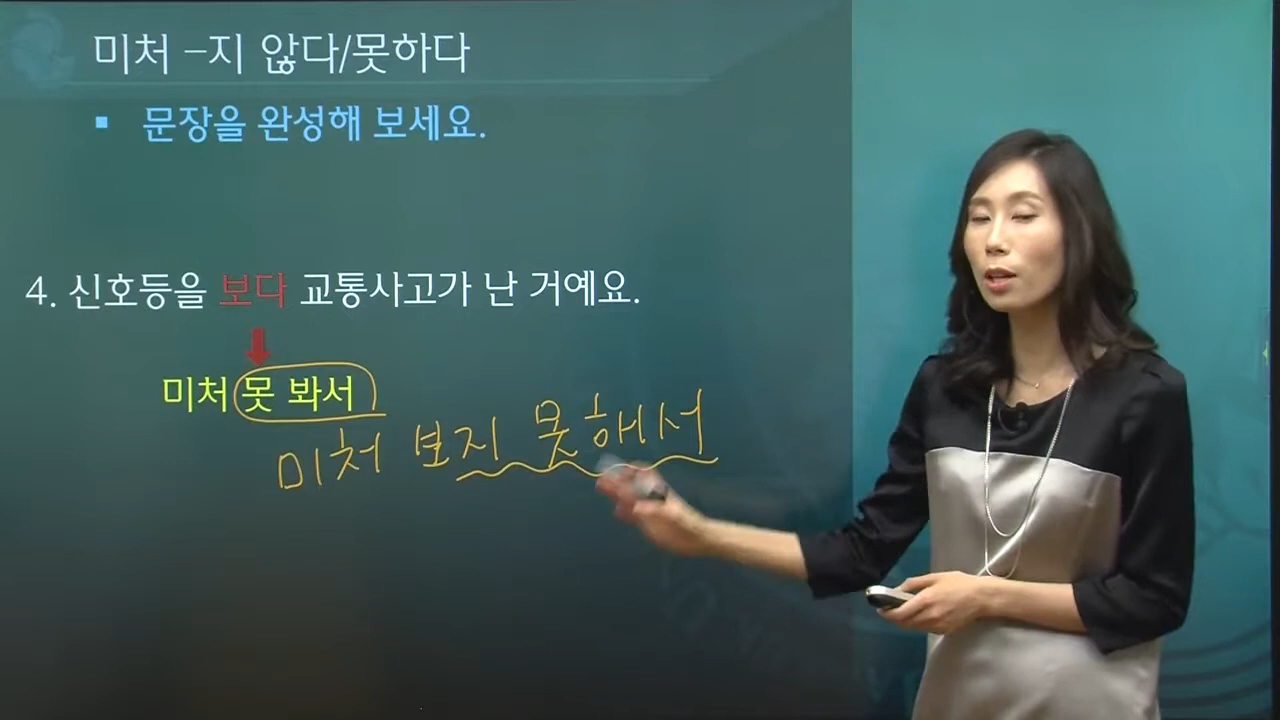 미처 –지 않다/못하다
▪ 문장을 완성해 보세요.
4. 신호등을 보다 교통사고가 난 거예요.
미처 못 봐서
미처 보지 못해서